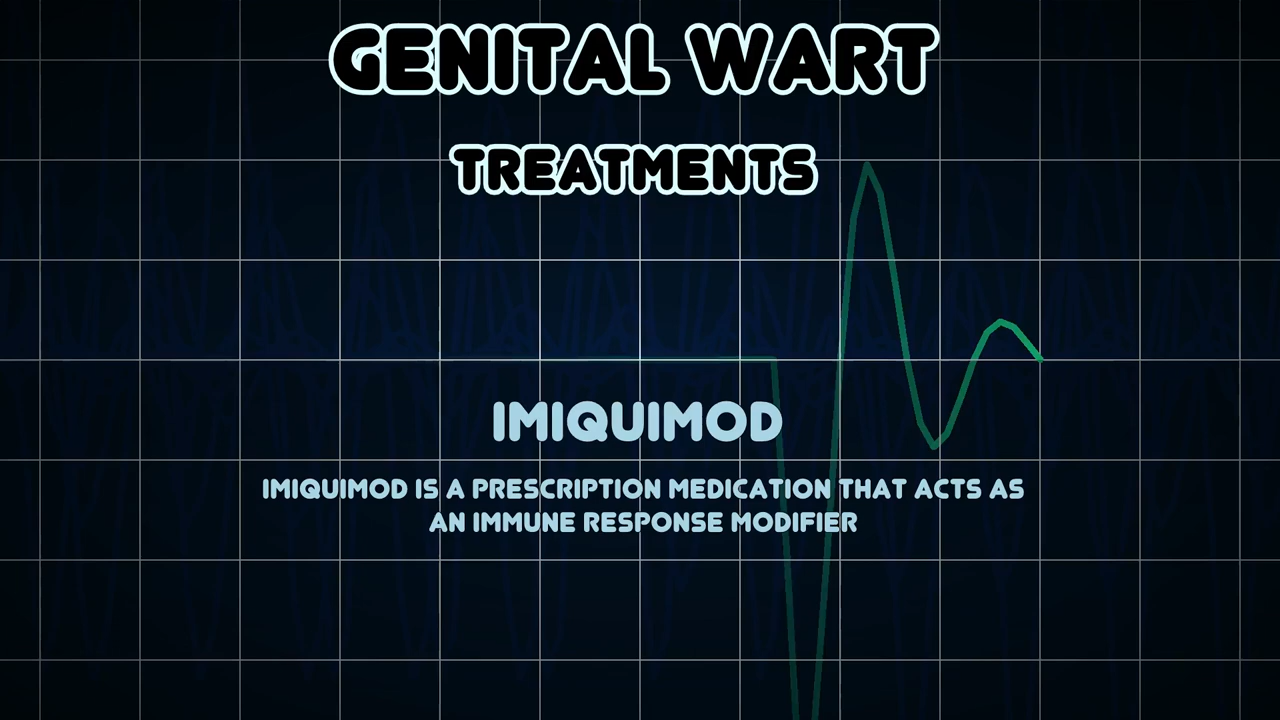 GENITAL WART
TREATMENTS
IMIQUIMOD
IMIQUIMOD IS A PRESCRIPTION MEDICATION THAT ACTS AS
AN IMMUNE RESPONSE MODIFIER